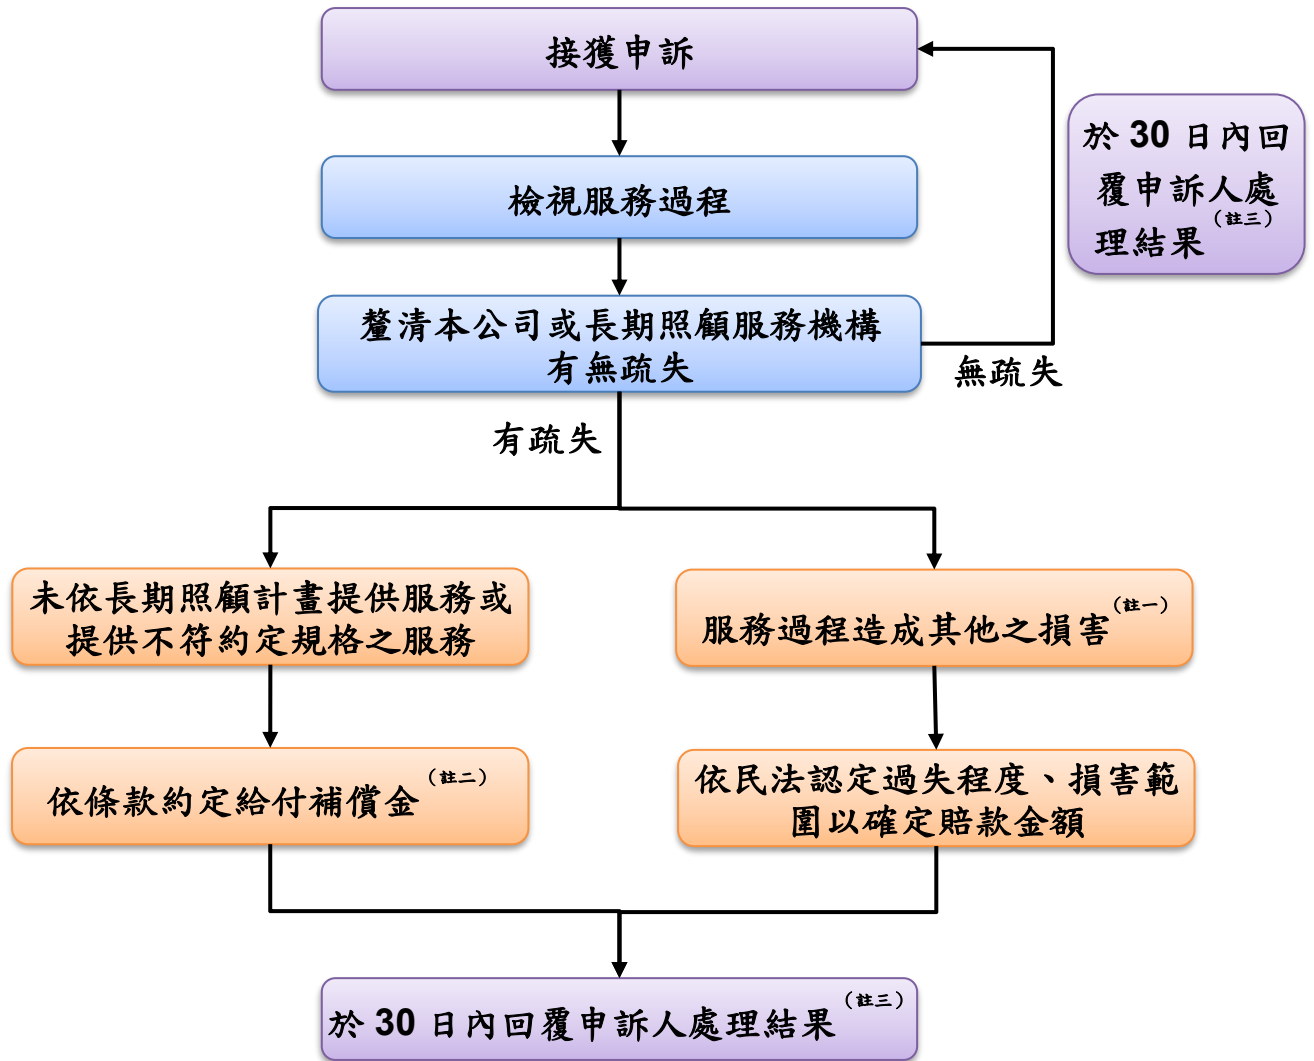 接獲申訴
於 30 日內回
覆申訴人處
理結果（註三）
檢視服務過程
釐清本公司或長期照顧服務機構
有無疏失
無疏失
有疏失
未依長期照顧計畫提供服務或
提供不符約定規格之服務
服務過程造成其他之損害（註一）
依條款約定給付補償金（註二）
依民法認定過失程度、損害範
圍以確定賠款金額
於 30 日內回覆申訴人處理結果（註三）